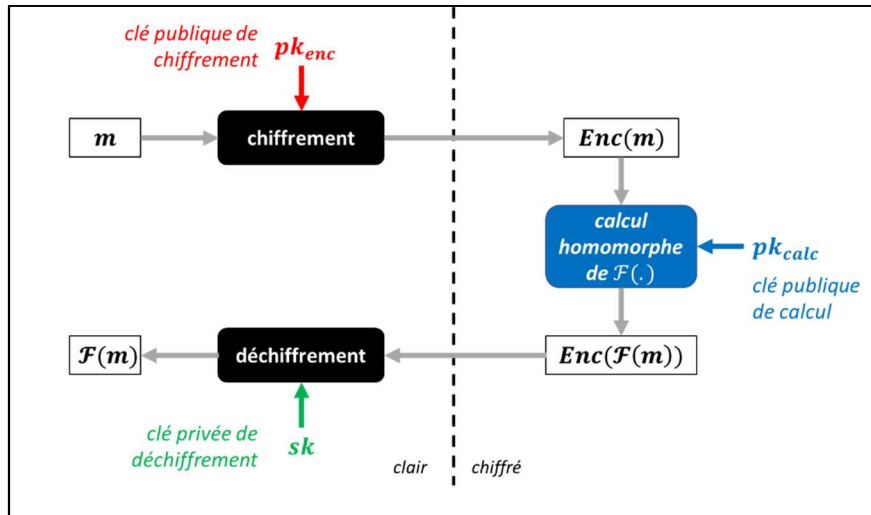 clé publique de
chiffrement
pk_enc
m
chiffrement
Enc(m)
calcul
homomorphe
de ℱ(.)
pk_calc
clé publique
de calcul
ℱ(m)
déchiffrement
Enc(ℱ(m))
clé privée de
déchiffrement
sk
clair
chiffré